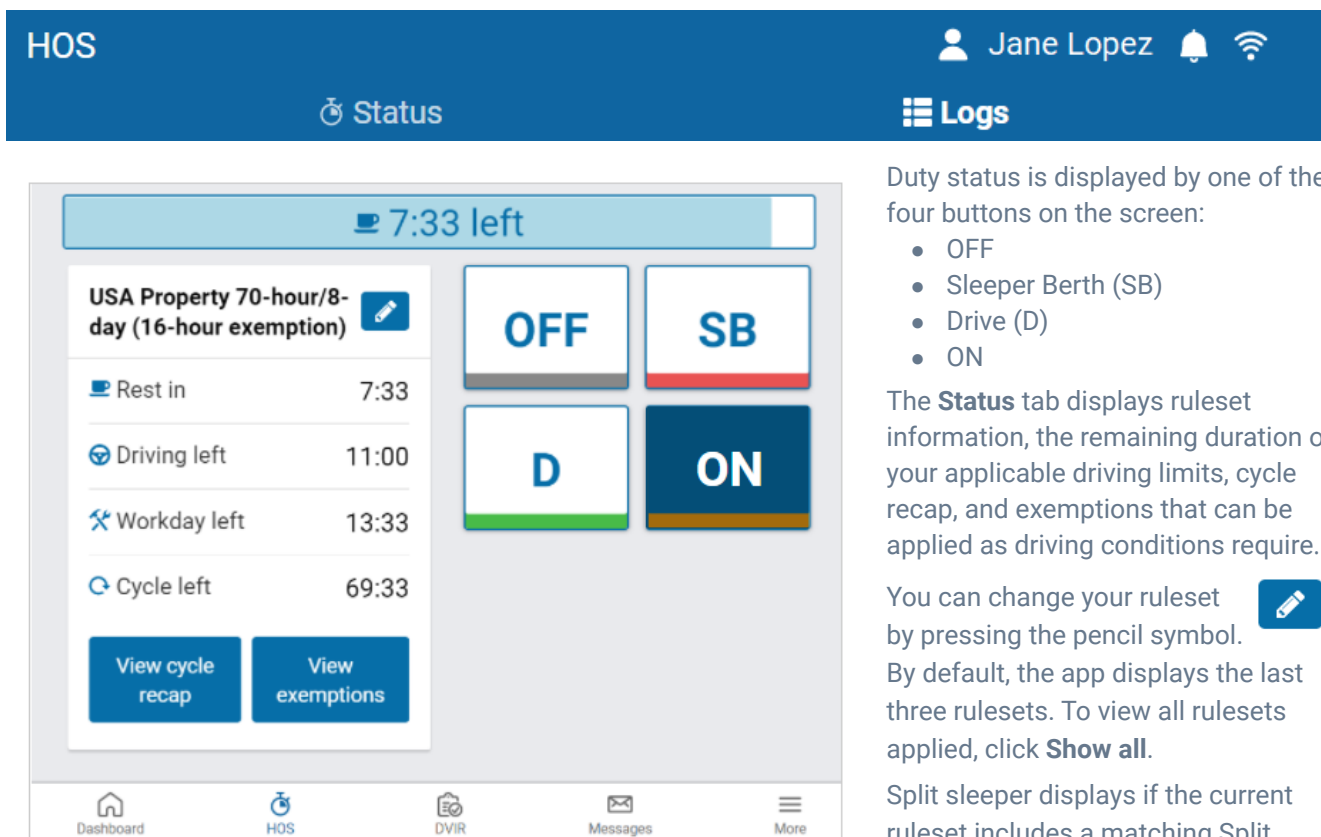 HOS
Jane Lopez
Status
Logs
7:33 left
USA Property 70-hour/8-
day (16-hour exemption)
Rest in 7:33
Driving left 11:00
Workday left 13:33
Cycle left 69:33
View cycle
recap
View
exemptions
OFF
SB
D
ON
Dashboard
HOS
DVIR
Messages
More
Duty status is displayed by one of the
four buttons on the screen:
● OFF
● Sleeper Berth (SB)
● Drive (D)
● ON
The Status tab displays ruleset
information, the remaining duration o
your applicable driving limits, cycle
recap, and exemptions that can be
applied as driving conditions require.
You can change your ruleset
by pressing the pencil symbol.
By default, the app displays the last
three rulesets. To view all rulesets
applied, click Show all.
Split sleeper displays if the current
ruleset includes a matching Split